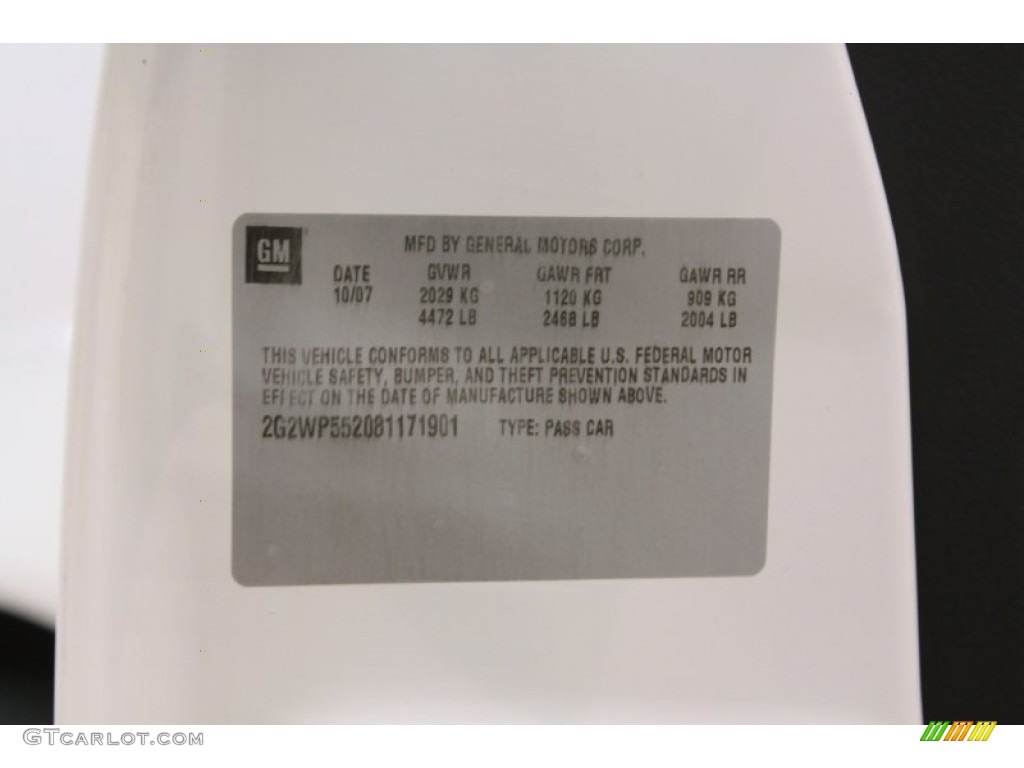 GM
MFD BY GENERAL MOTORS CORP.
DATE GVWR GAWR FRT GAWR RR
10/07 2029 KG 1120 KG 909 KG
4472 LB 2468 LB 2004 LB
THIS VEHICLE CONFORMS TO ALL APPLICABLE U.S. FEDERAL MOTOR
VEHICLE SAFETY, BUMPER, AND THEFT PREVENTION STANDARDS IN
EFFECT ON THE DATE OF MANUFACTURE SHOWN ABOVE.
2G2WP552081171901 TYPE: PASS CAR
GTCARLOT.COM